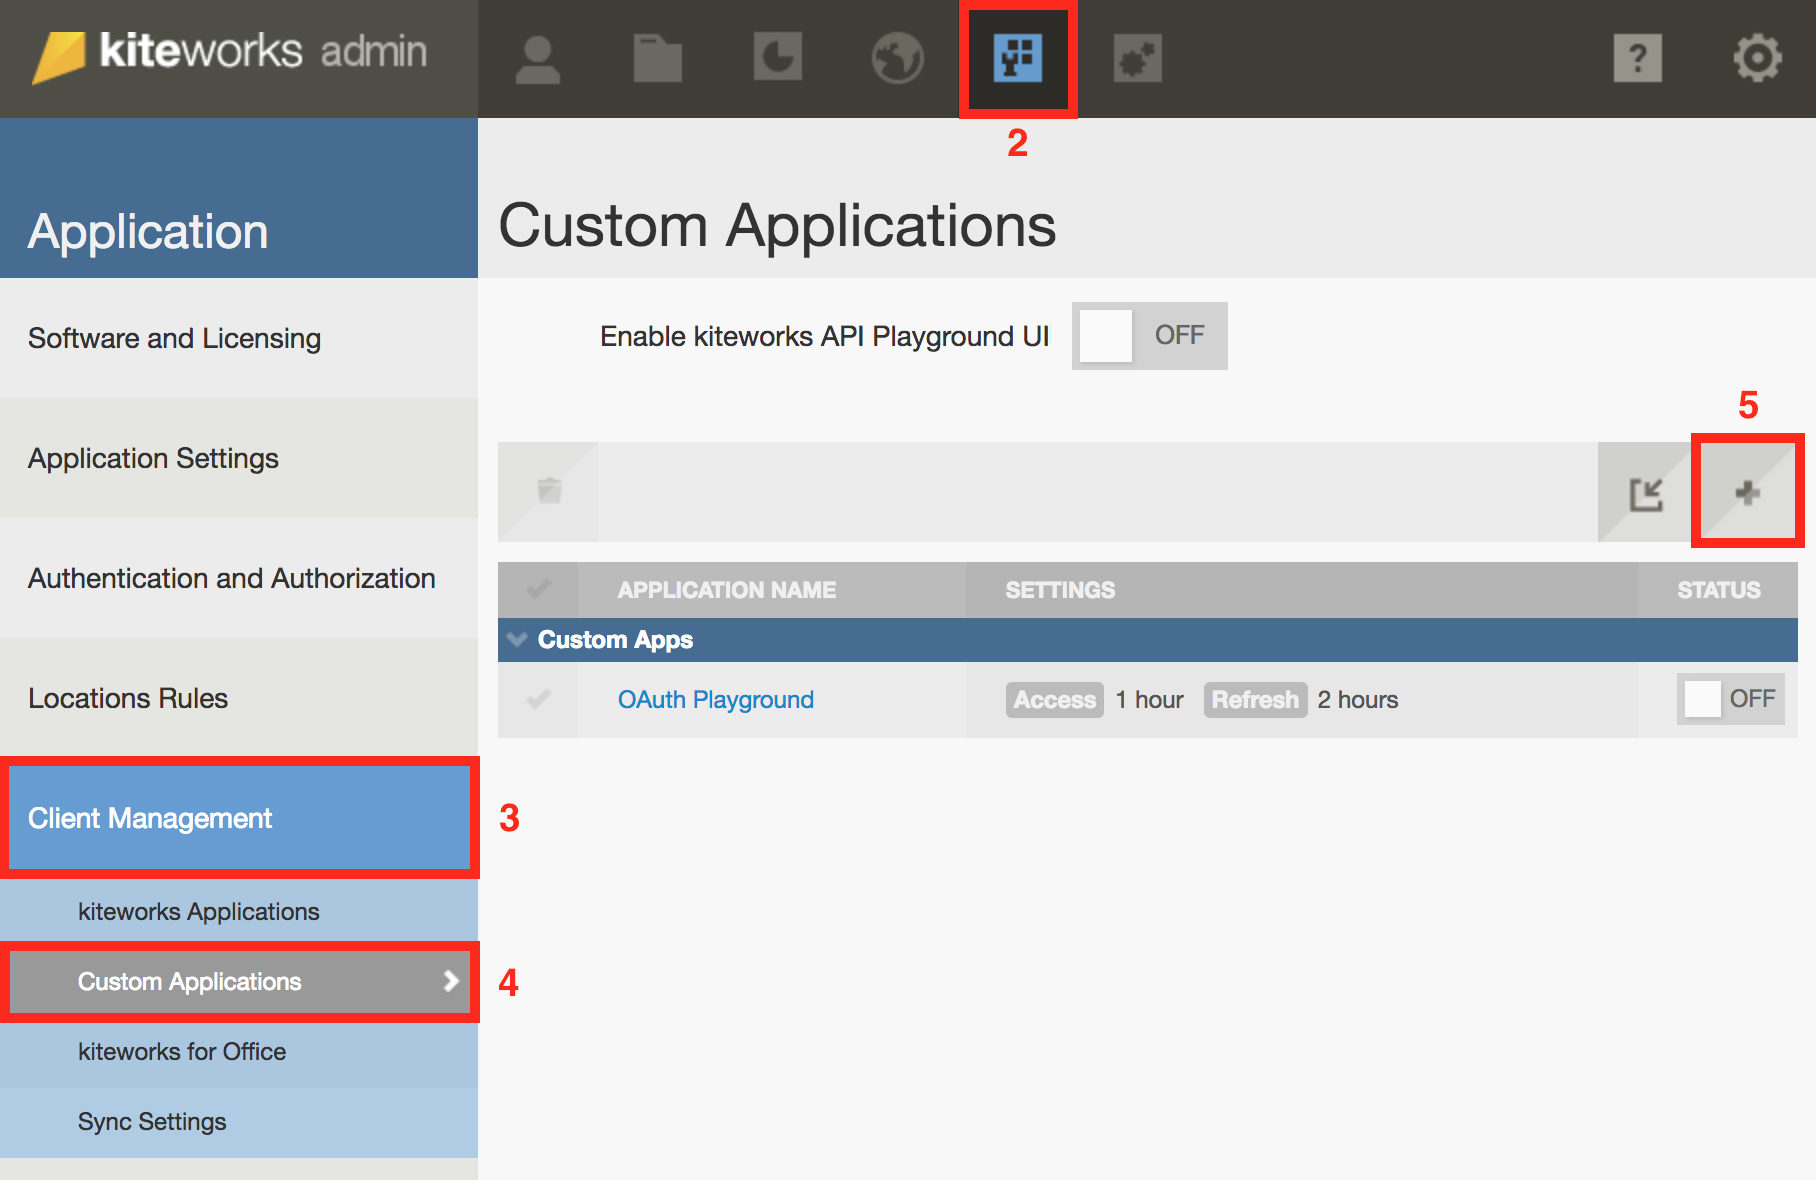 kiteworks admin
?
2
Application
Custom Applications
Software and Licensing
Enable kiteworks API Playground UI OFF
5
Application Settings
Authentication and Authorization
APPLICATION NAME SETTINGS STATUS
Custom Apps
Locations Rules
OAuth Playground Access 1 hour Refresh 2 hours OFF
Client Management
3
kiteworks Applications
Custom Applications
4
kiteworks for Office
Sync Settings